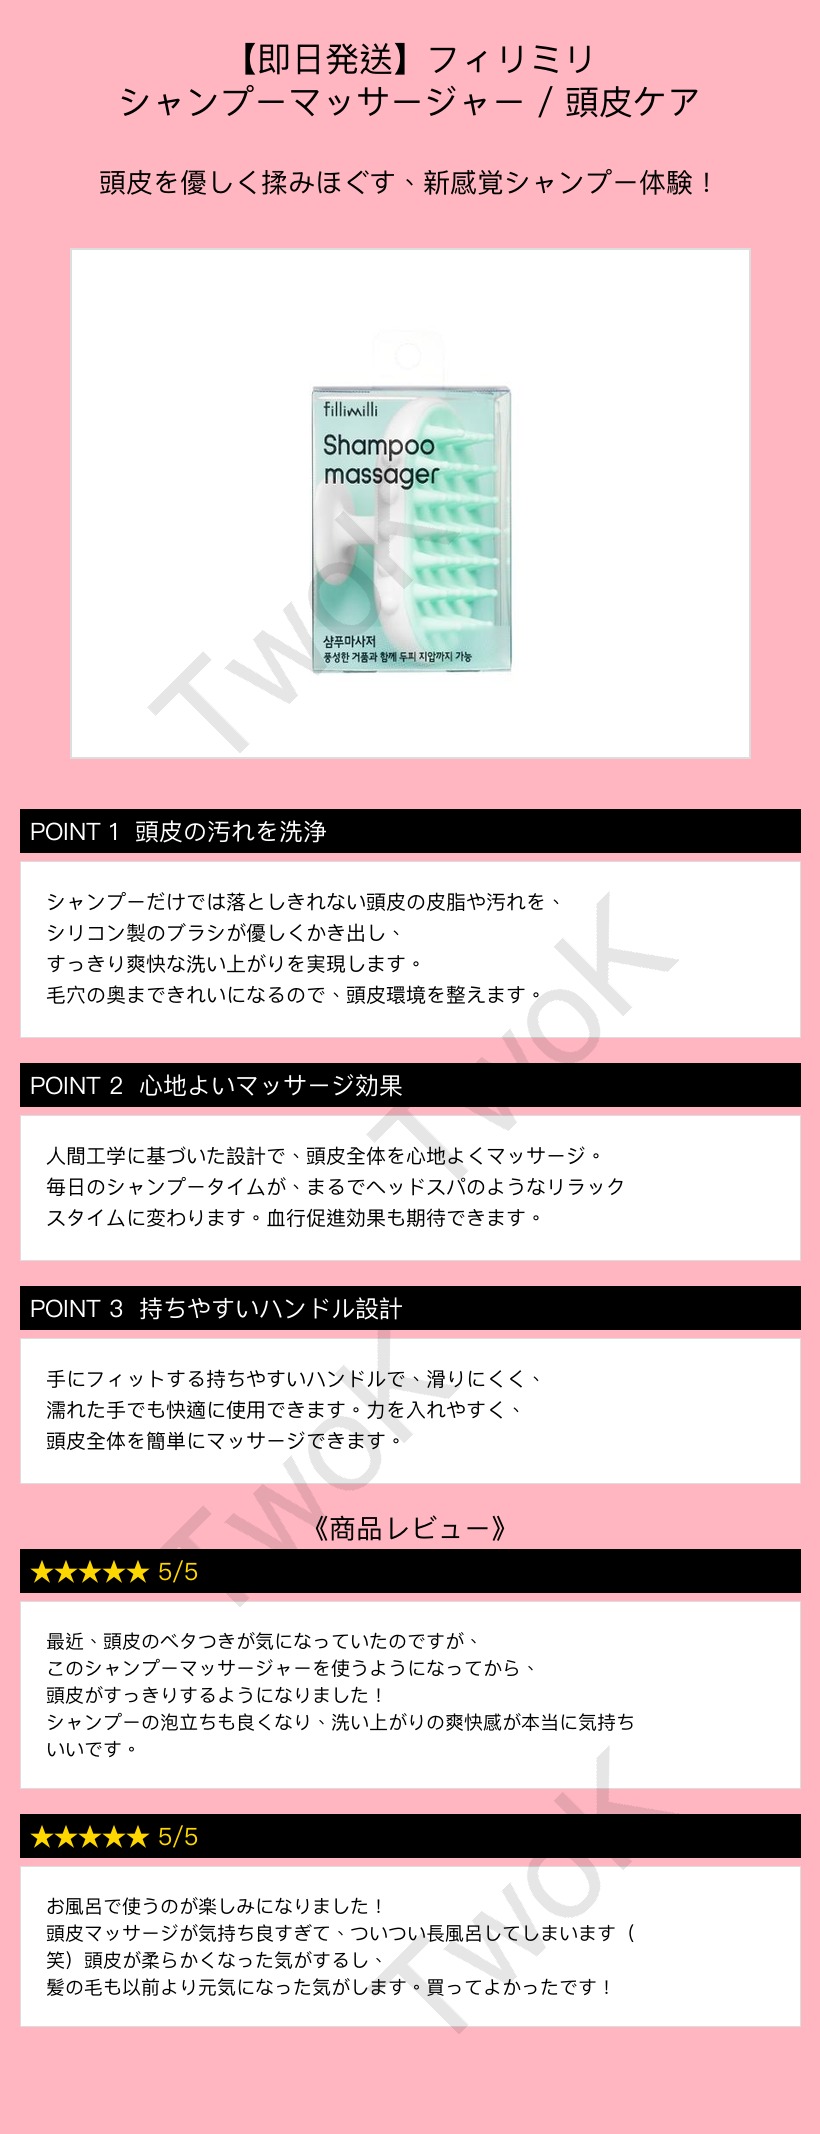 【即日発送】フィリミリ
シャンプーマッサージャー / 頭皮ケア
頭皮を優しく揉みほぐす、新感覚シャンプー体験！
fillimilli
Shampoo
massager
샴푸마사저
풍성한 거품과 함께 두피 지압까지 가능
TwoK
POINT 1 頭皮の汚れを洗浄
シャンプーだけでは落としきれない頭皮の皮脂や汚れを、
シリコン製のブラシが優しくかき出し、
すっきり爽快な洗い上がりを実現します。
毛穴の奥まできれいになるので、頭皮環境を整えます。
TwoK
POINT 2 心地よいマッサージ効果
人間工学に基づいた設計で、頭皮全体を心地よくマッサージ。
毎日のシャンプータイムが、まるでヘッドスパのようなリラック
スタイムに変わります。血行促進効果も期待できます。
POINT 3 持ちやすいハンドル設計
手にフィットする持ちやすいハンドルで、滑りにくく、
濡れた手でも快適に使用できます。力を入れやすく、
頭皮全体を簡単にマッサージできます。
TwoK
《商品レビュー》
★★★★★ 5/5
最近、頭皮のベタつきが気になっていたのですが、
このシャンプーマッサージャーを使うようになってから、
頭皮がすっきりするようになりました！
シャンプーの泡立ちも良くなり、洗い上がりの爽快感が本当に気持ち
いいです。
★★★★★ 5/5
お風呂で使うのが楽しみになりました！
頭皮マッサージが気持ち良すぎて、ついつい長風呂してしまいます（
笑）頭皮が柔らかくなった気がするし、
髪の毛も以前より元気になった気がします。買ってよかったです！
TwoK